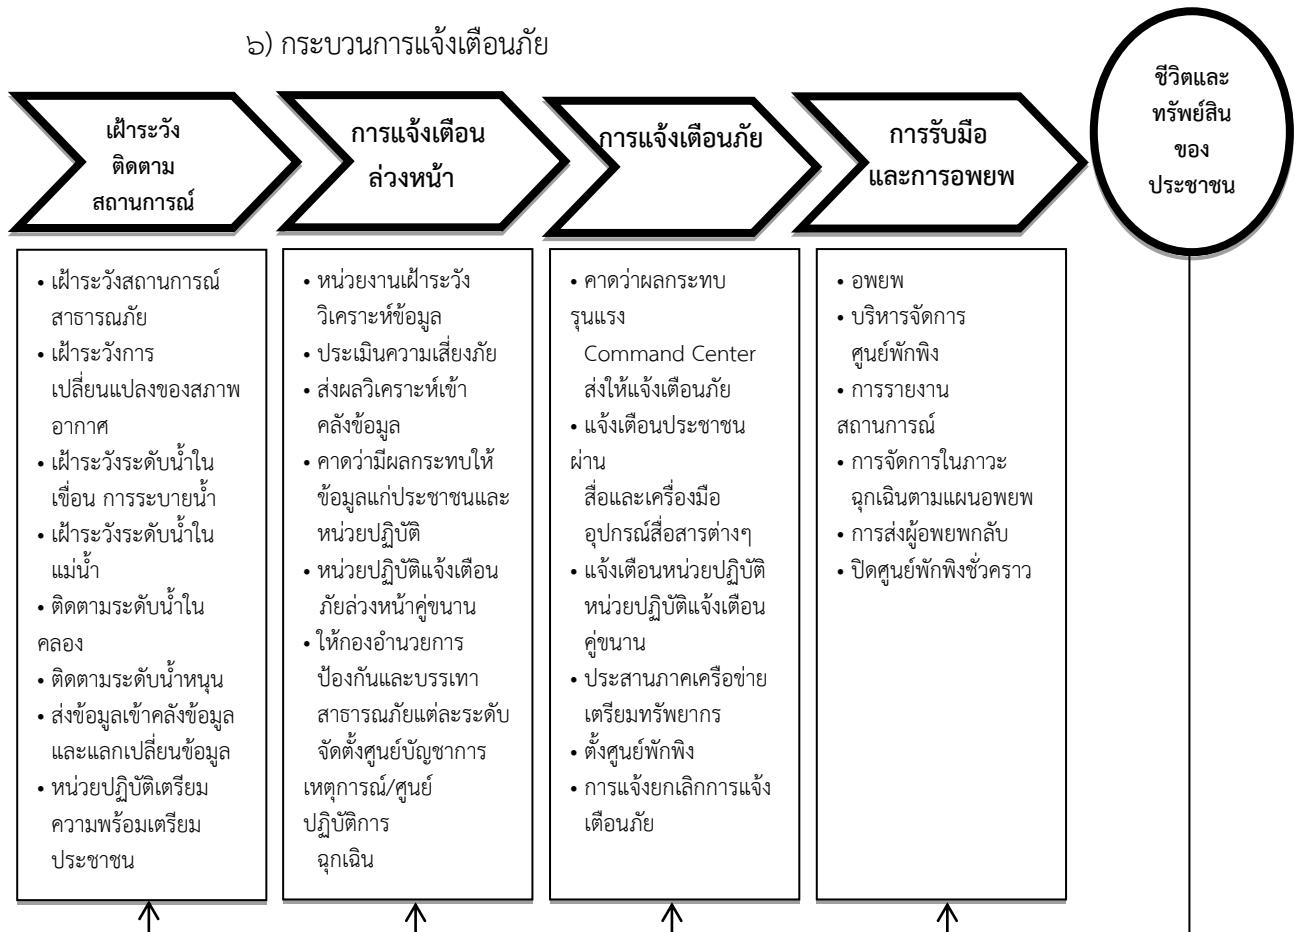 ๖) กระบวนการแจ้งเตือนภัย
เฝ้าระวัง
ติดตาม
สถานการณ์
การแจ้งเตือน
ล่วงหน้า
การแจ้งเตือนภัย
การรับมือ
และการอพยพ
ชีวิตและ
ทรัพย์สิน
ของ
ประชาชน
• เฝ้าระวังสถานการณ์
สาธารณภัย
• เฝ้าระวังการ
เปลี่ยนแปลงของสภาพ
อากาศ
• เฝ้าระวังระดับน้ำใน
เขื่อน การระบายน้ำ
• เฝ้าระวังระดับน้ำใน
แม่น้ำ
• ติดตามระดับน้ำใน
คลอง
• ติดตามระดับน้ำหนุน
• ส่งข้อมูลเข้าคลังข้อมูล
และแลกเปลี่ยนข้อมูล
• หน่วยปฏิบัติเตรียม
ความพร้อมเตรียม
ประชาชน
• หน่วยงานเฝ้าระวัง
วิเคราะห์ข้อมูล
• ประเมินความเสี่ยงภัย
• ส่งผลวิเคราะห์เข้า
คลังข้อมูล
• คาดว่ามีผลกระทบให้
ข้อมูลแก่ประชาชนและ
หน่วยปฏิบัติ
• หน่วยปฏิบัติแจ้งเตือน
ภัยล่วงหน้าคู่ขนาน
• ให้กองอำนวยการ
ป้องกันและบรรเทา
สาธารณภัยแต่ละระดับ
จัดตั้งศูนย์บัญชาการ
เหตุการณ์/ศูนย์
ปฏิบัติการ
ฉุกเฉิน
• คาดว่าผลกระทบ
รุนแรง
Command Center
ส่งให้แจ้งเตือนภัย
• แจ้งเตือนประชาชน
ผ่าน
สื่อและเครื่องมือ
อุปกรณ์สื่อสารต่างๆ
• แจ้งเตือนหน่วยปฏิบัติ
หน่วยปฏิบัติแจ้งเตือน
คู่ขนาน
• ประสานภาคเครือข่าย
เตรียมทรัพยากร
• ตั้งศูนย์พักพิง
• การแจ้งยกเลิกการแจ้ง
เตือนภัย
• อพยพ
• บริหารจัดการ
ศูนย์พักพิง
• การรายงาน
สถานการณ์
• การจัดการในภาวะ
ฉุกเฉินตามแผนอพยพ
• การส่งผู้อพยพกลับ
• ปิดศูนย์พักพิงชั่วคราว